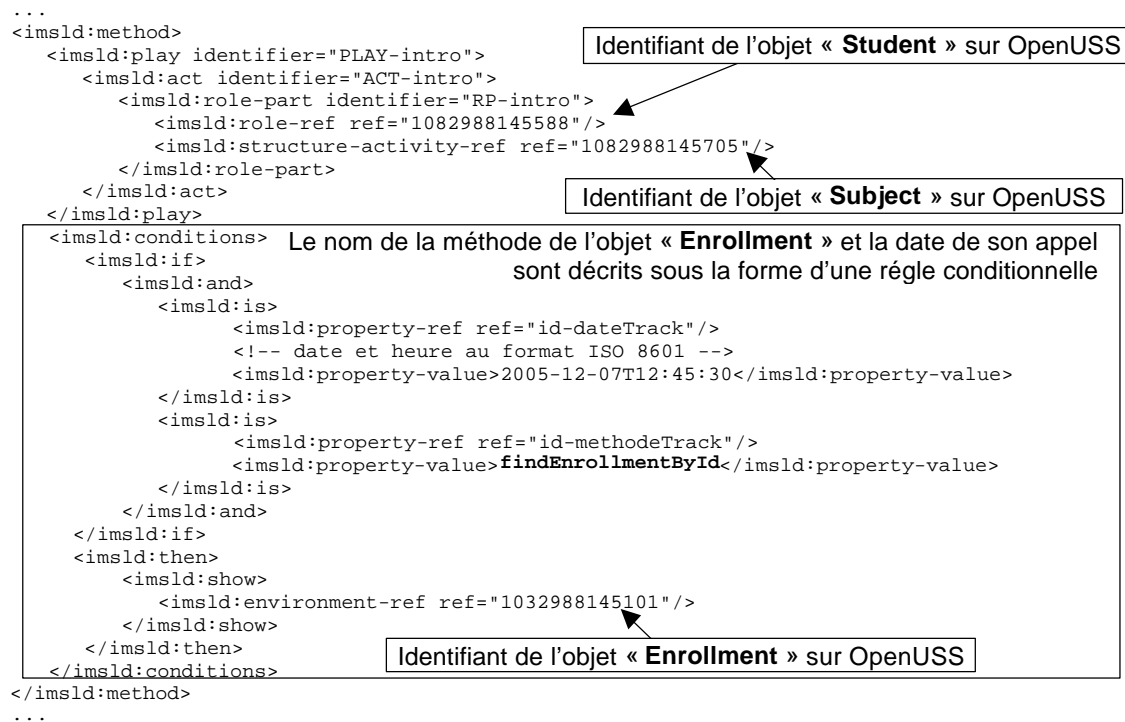 ...
<imsld:method>
<imsld:play identifier="PLAY-intro">
Identifiant de l'objet « Student » sur OpenUSS
<imsld:act identifier="ACT-intro">
<imsld:role-part identifier="RP-intro">
<imsld:role-ref ref="1082988145588"/>
<imsld:structure-activity-ref ref="1082988145705"/>
</imsld:role-part>
</imsld:act>
Identifiant de l'objet « Subject » sur OpenUSS
</imsld:play>
<imsld:conditions>
Le nom de la méthode de l'objet « Enrollment » et la date de son appel
sont décrits sous la forme d'une régle conditionnelle
<imsld:if>
<imsld:and>
<imsld:is>
<imsld:property-ref ref="id-dateTrack"/>
<!-- date et heure au format ISO 8601 -->
<imsld:property-value>2005-12-07T12:45:30</imsld:property-value>
</imsld:is>
<imsld:is>
<imsld:property-ref ref="id-methodeTrack"/>
<imsld:property-value>findEnrollmentById</imsld:property-value>
</imsld:is>
</imsld:and>
</imsld:if>
<imsld:then>
<imsld:show>
<imsld:environment-ref ref="1032988145101"/>
</imsld:show>
</imsld:then>
Identifiant de l'objet « Enrollment » sur OpenUSS
</imsld:conditions>
</imsld:method>
...